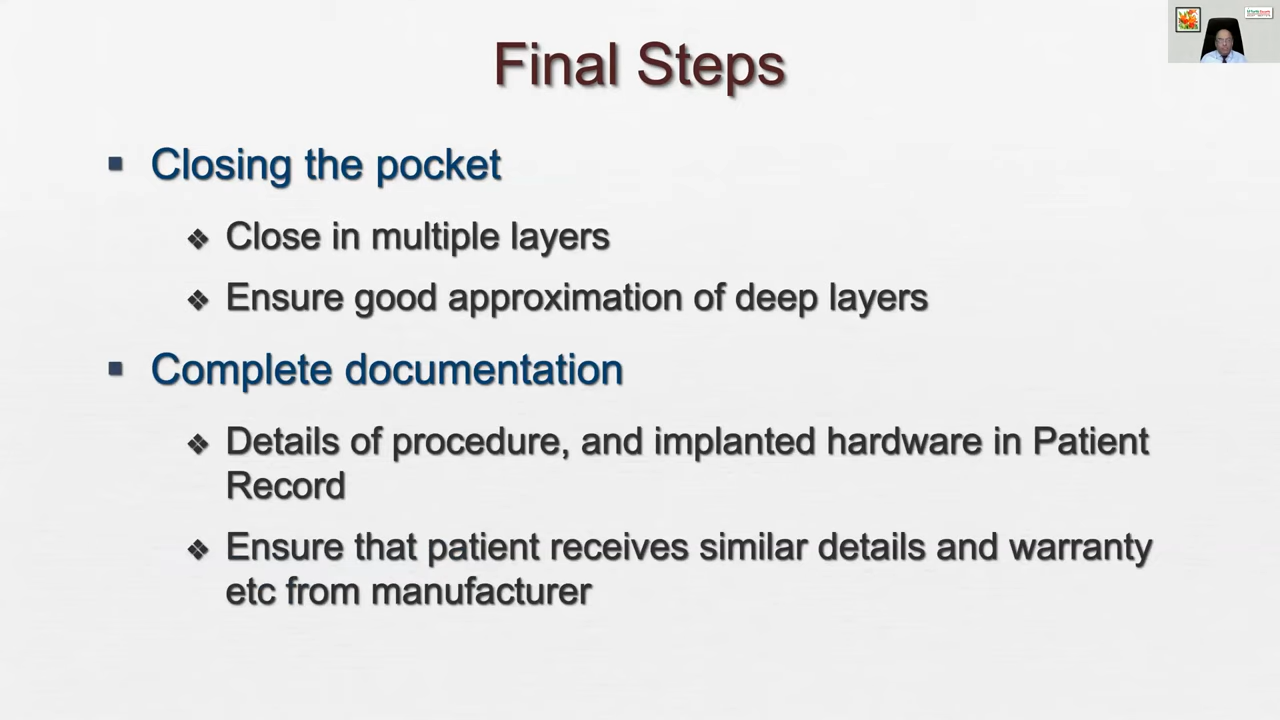 Final Steps
Closing the pocket
Close in multiple layers
Ensure good approximation of deep layers
Complete documentation
Details of procedure, and implanted hardware in Patient
Record
Ensure that patient receives similar details and warranty
etc from manufacturer